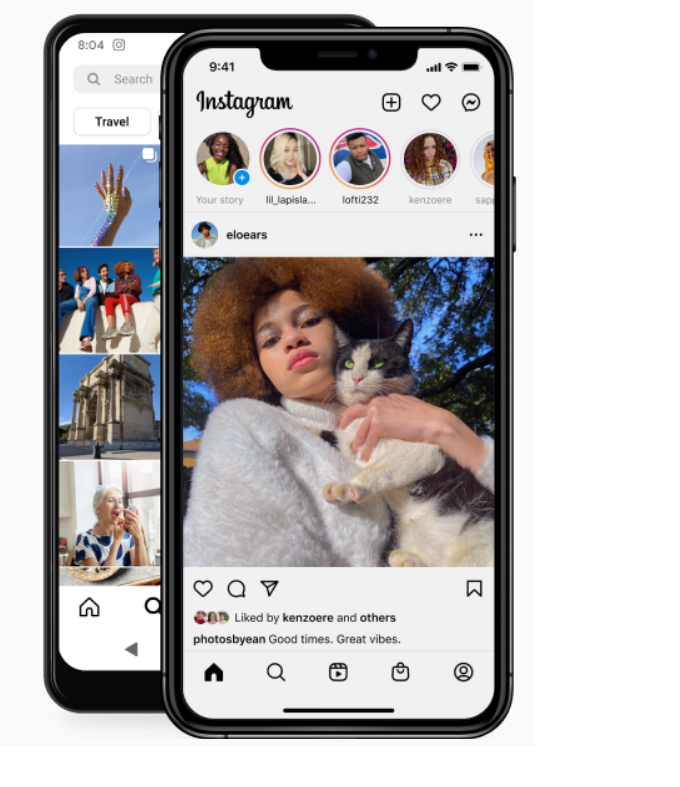 8:04
Search
Travel
9:41
Instagram
Your story
lil_lapisla...
lofti232
kenzoere
sap
eloears
Liked by kenzoere and others
photosbyean Good times. Great vibes.